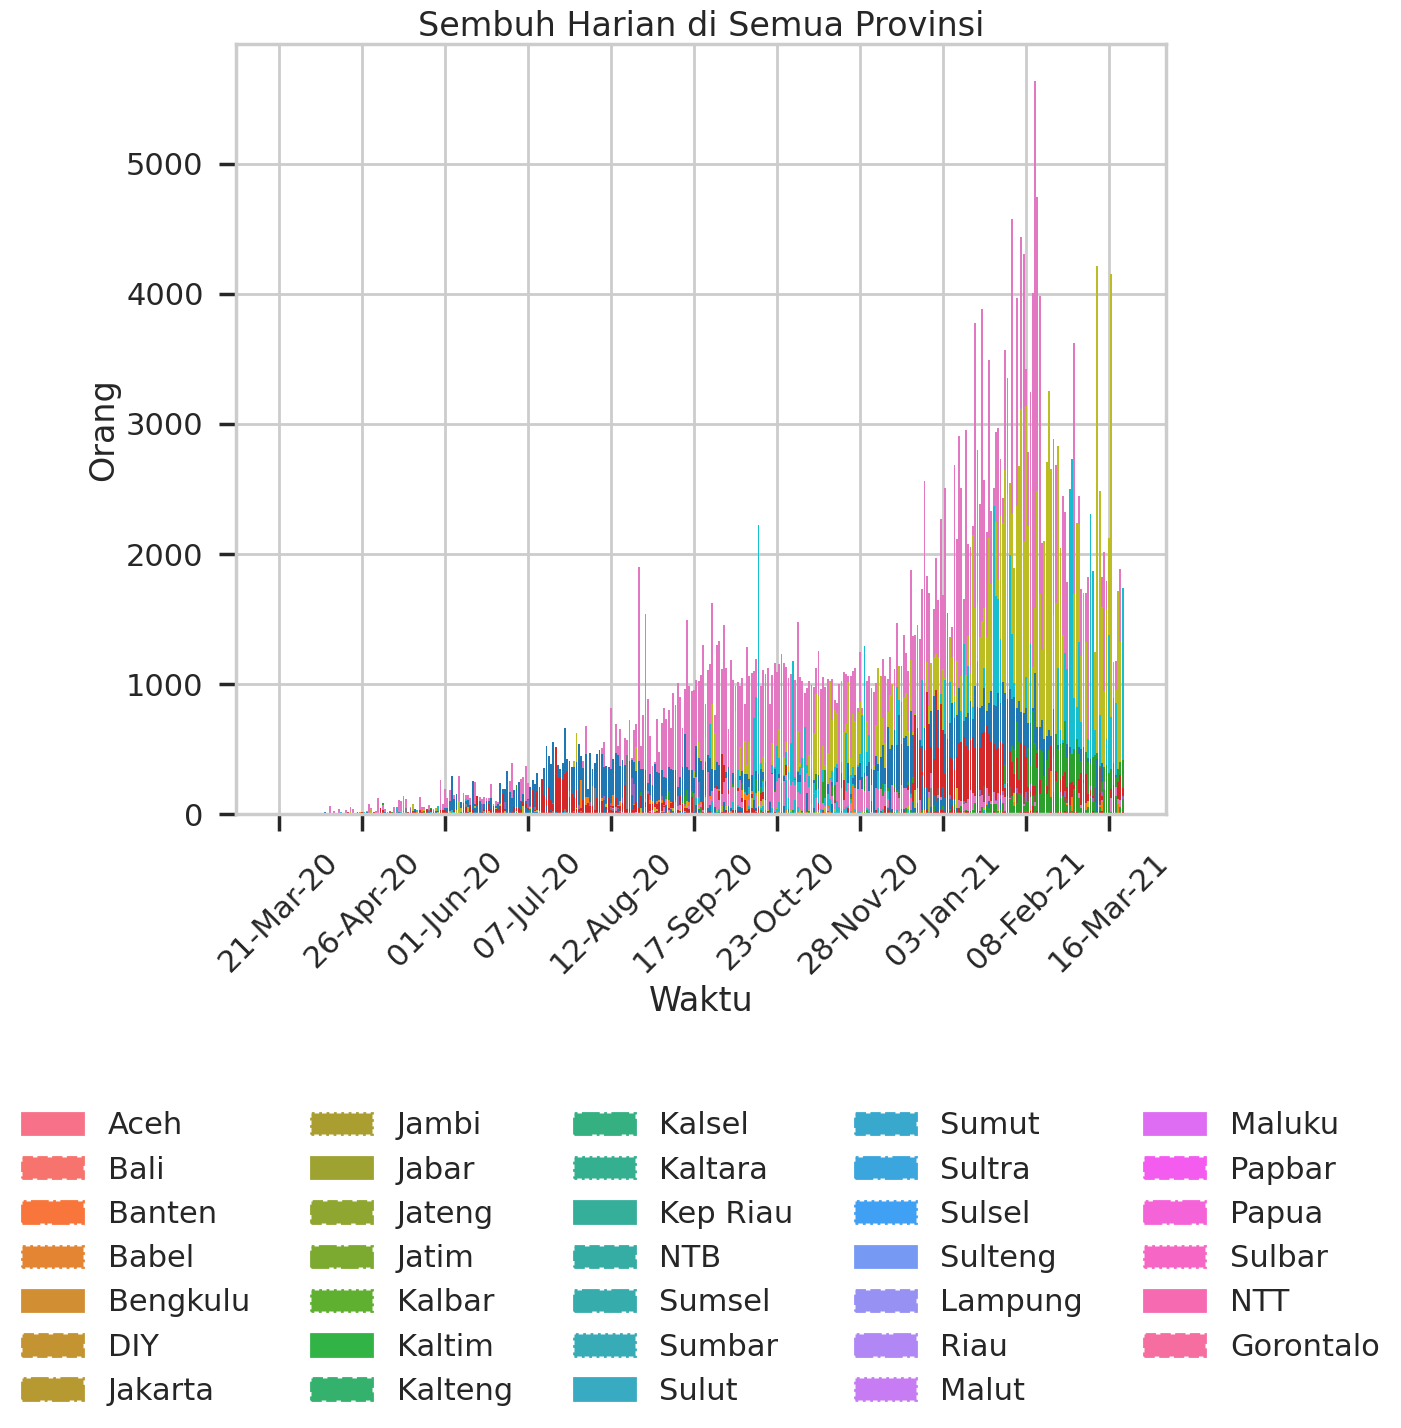 Sembuh Harian di Semua Provinsi
5000
4000
3000
2000
1000
0
Orang
21-Mar-20
26-Apr-20
01-Jun-20
07-Jul-20
12-Aug-20
17-Sep-20
23-Oct-20
28-Nov-20
03-Jan-21
08-Feb-21
16-Mar-21
Waktu
Aceh
Bali
Banten
Babel
Bengkulu
DIY
Jakarta
Jambi
Jabar
Jateng
Jatim
Kalbar
Kaltim
Kalteng
Kalsel
Kaltara
Kep Riau
NTB
Sumsel
Sumbar
Sulut
Sumut
Sultra
Sulsel
Sulteng
Lampung
Riau
Malut
Maluku
Papbar
Papua
Sulbar
NTT
Gorontalo